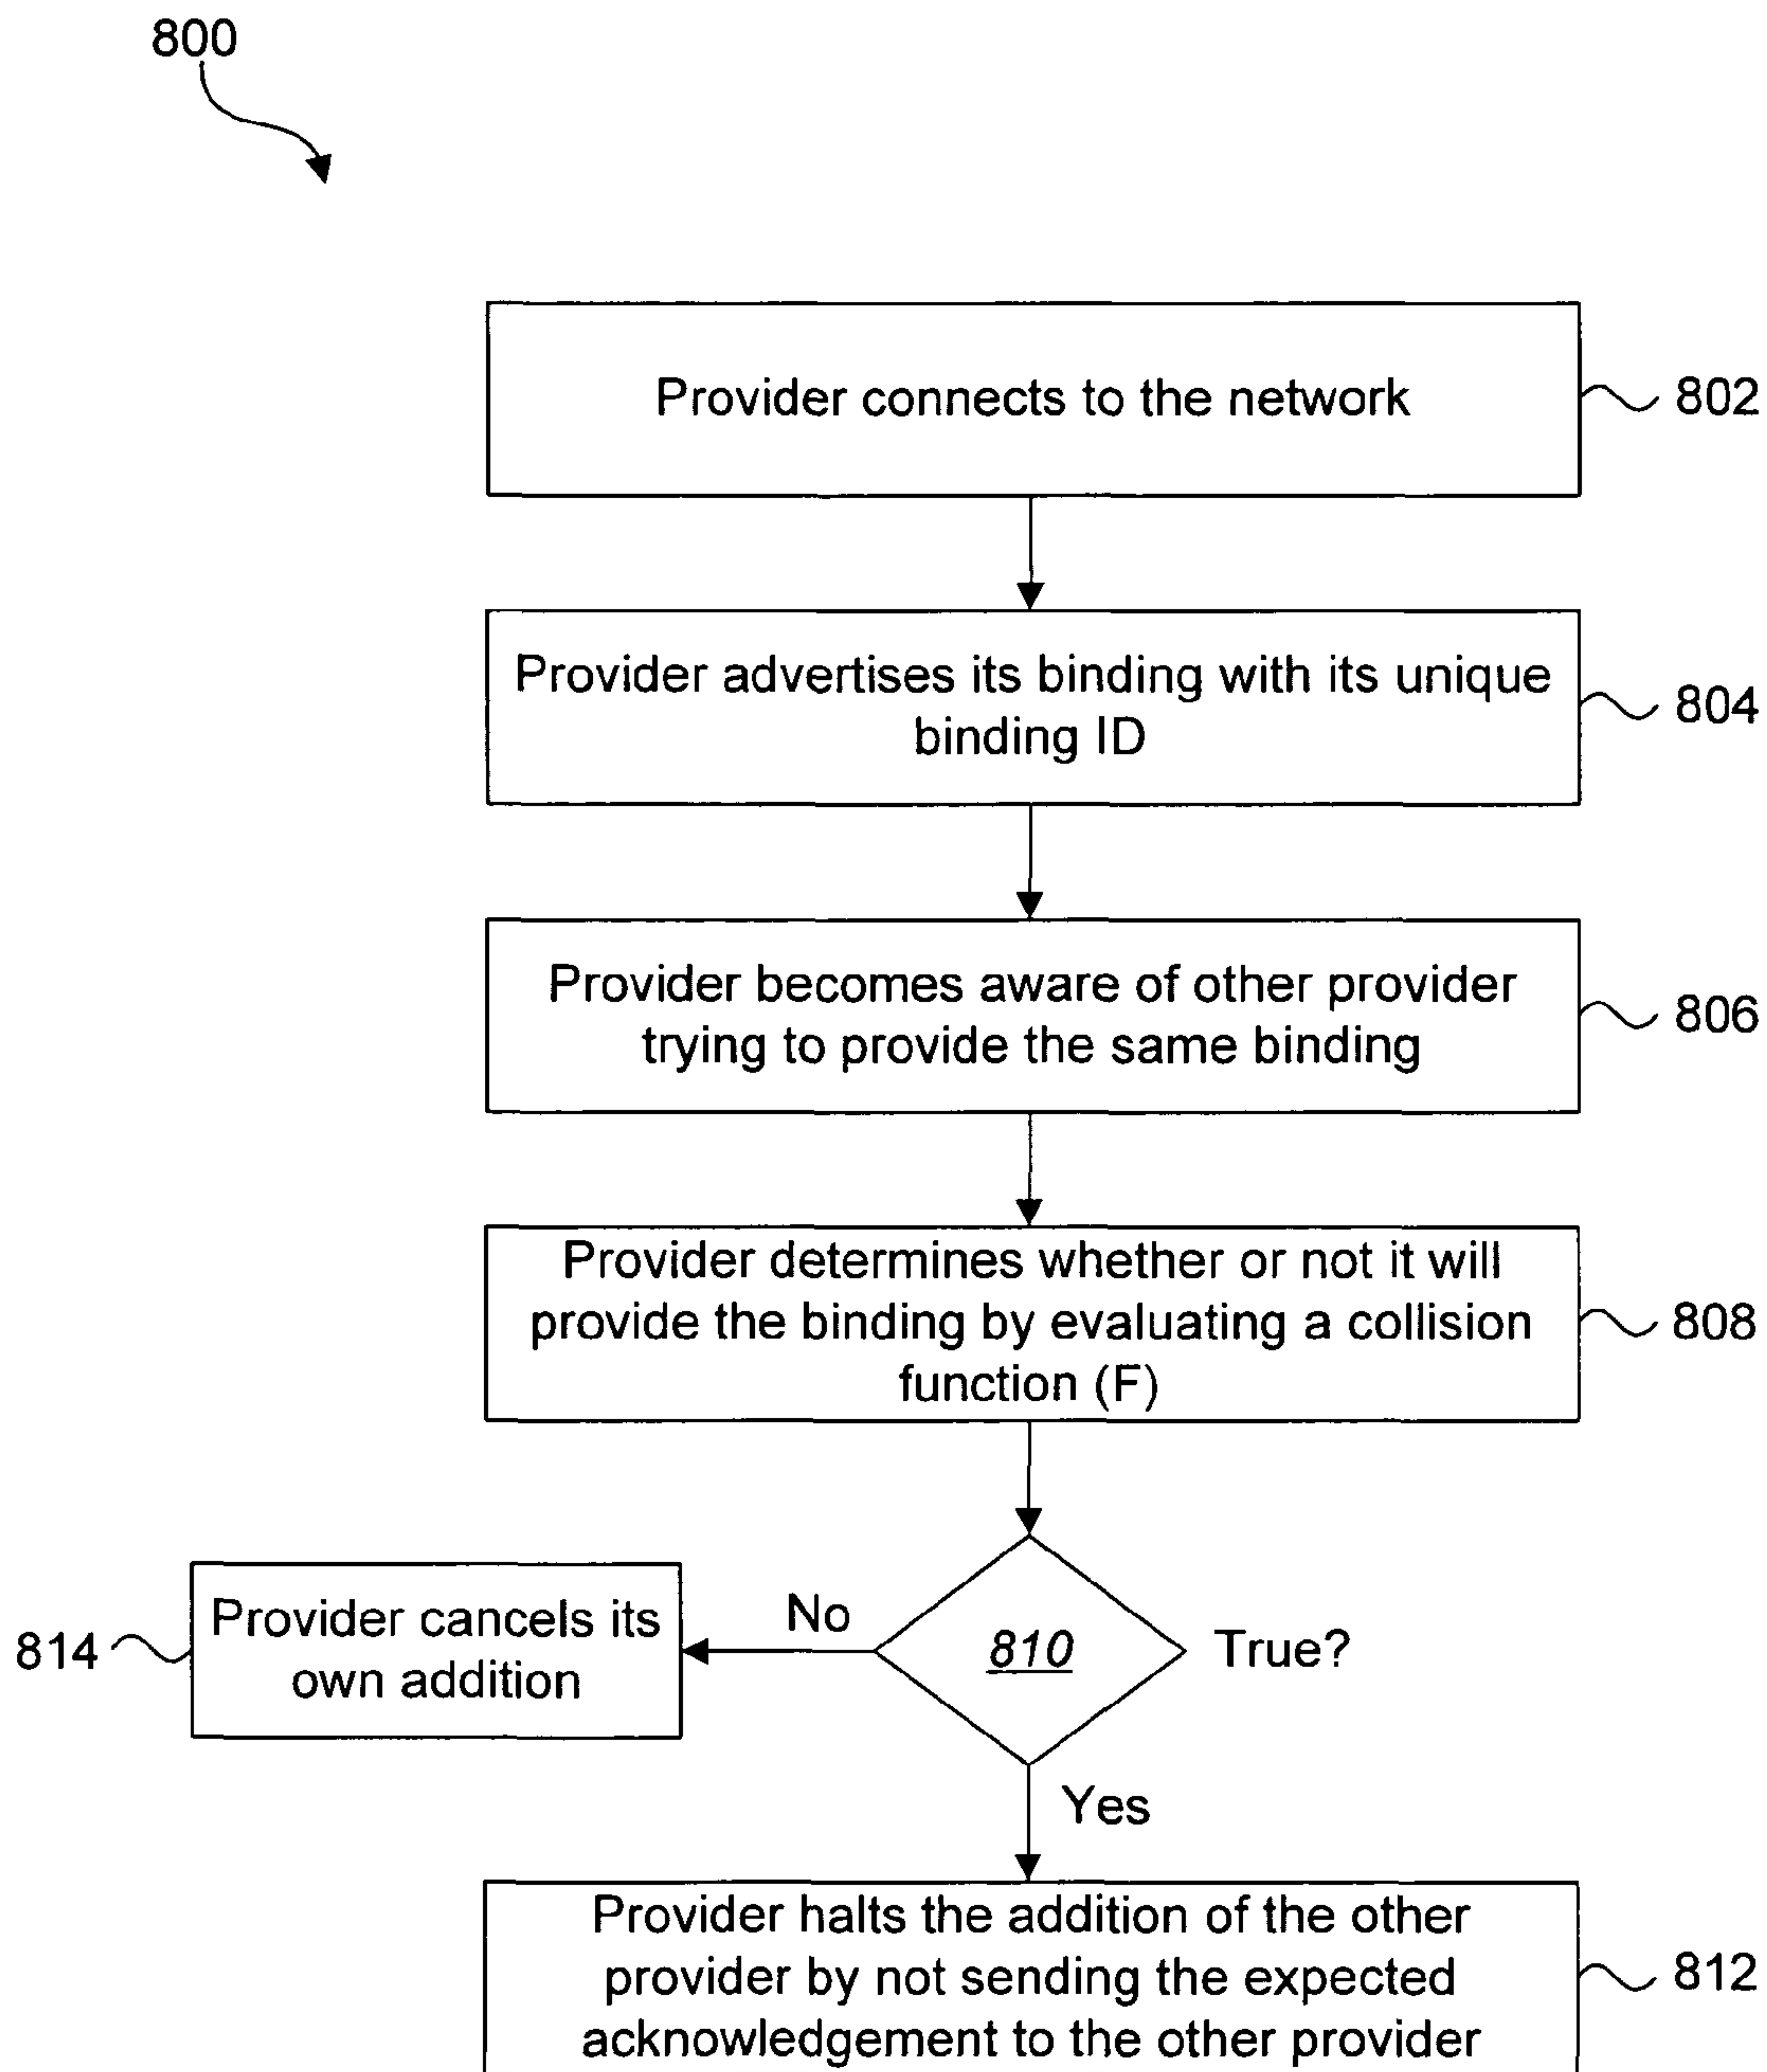 800
Provider connects to the network
802
Provider advertises its binding with its unique
binding ID
804
Provider becomes aware of other provider
trying to provide the same binding
806
Provider determines whether or not it will
provide the binding by evaluating a collision
function (F)
808
814
Provider cancels its
own addition
No
810
True?
Yes
Provider halts the addition of the other
provider by not sending the expected
acknowledgement to the other provider
812